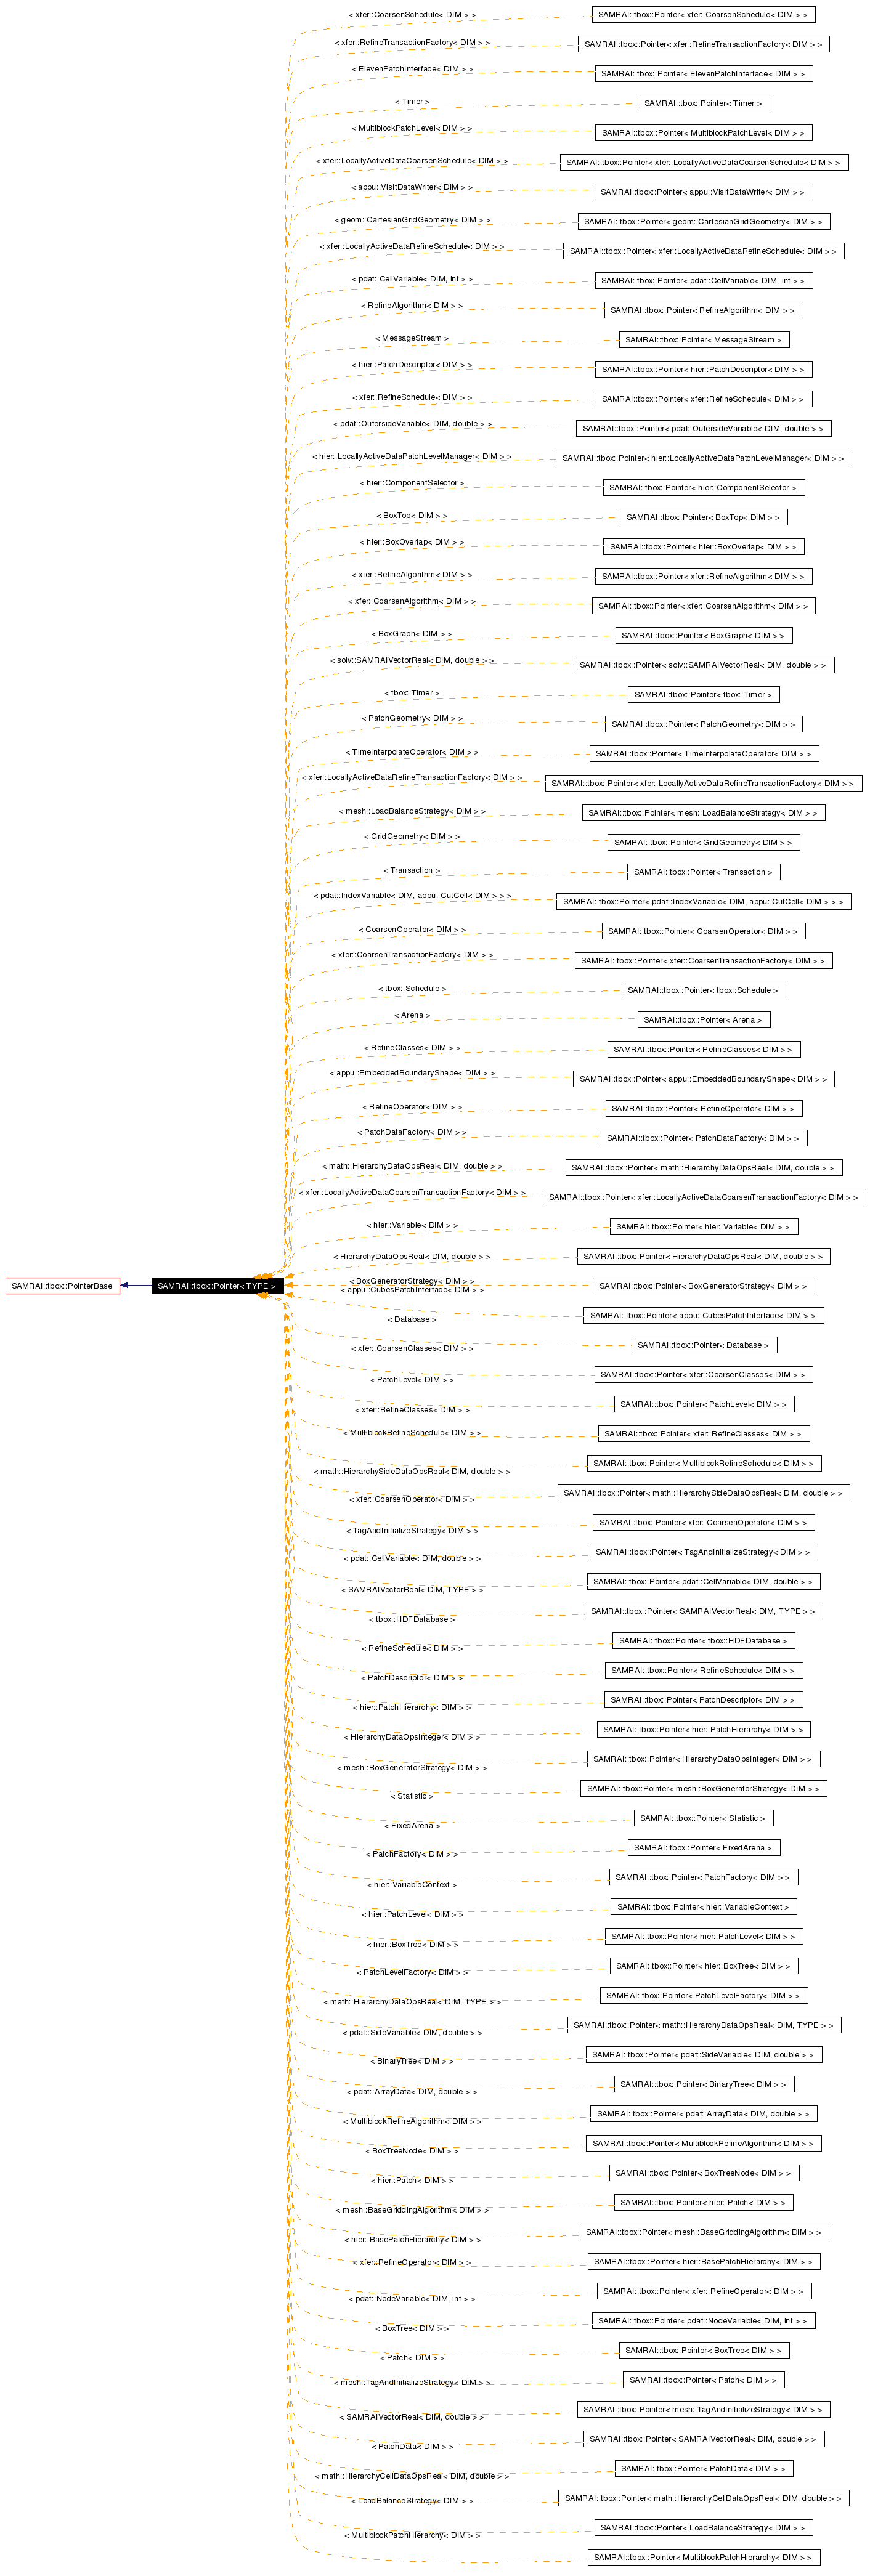 < xfer::CoarsenSchedule< DIM > >
SAMRAI::tbox::Pointer< xfer::CoarsenSchedule< DIM > >
< xfer::RefineTransactionFactory< DIM > >
SAMRAI::tbox::Pointer< xfer::RefineTransactionFactory< DIM > >
< ElevenPatchInterface< DIM > >
SAMRAI::tbox::Pointer< ElevenPatchInterface< DIM > >
< Timer >
SAMRAI::tbox::Pointer< Timer >
< MultiblockPatchLevel< DIM > >
SAMRAI::tbox::Pointer< MultiblockPatchLevel< DIM > >
< xfer::LocallyActiveDataCoarsenSchedule< DIM > >
SAMRAI::tbox::Pointer< xfer::LocallyActiveDataCoarsenSchedule< DIM > >
< appu::VisItDataWriter< DIM > >
SAMRAI::tbox::Pointer< appu::VisItDataWriter< DIM > >
< geom::CartesianGridGeometry< DIM > >
SAMRAI::tbox::Pointer< geom::CartesianGridGeometry< DIM > >
< xfer::LocallyActiveDataRefineSchedule< DIM > >
SAMRAI::tbox::Pointer< xfer::LocallyActiveDataRefineSchedule< DIM > >
< pdat::CellVariable< DIM, int > >
SAMRAI::tbox::Pointer< pdat::CellVariable< DIM, int > >
< RefineAlgorithm< DIM > >
SAMRAI::tbox::Pointer< RefineAlgorithm< DIM > >
< MessageStream >
SAMRAI::tbox::Pointer< MessageStream >
< hier::PatchDescriptor< DIM > >
SAMRAI::tbox::Pointer< hier::PatchDescriptor< DIM > >
< xfer::RefineSchedule< DIM > >
SAMRAI::tbox::Pointer< xfer::RefineSchedule< DIM > >
< pdat::OutersideVariable< DIM, double > >
SAMRAI::tbox::Pointer< pdat::OutersideVariable< DIM, double > >
< hier::LocallyActiveDataPatchLevelManager< DIM > >
SAMRAI::tbox::Pointer< hier::LocallyActiveDataPatchLevelManager< DIM > >
< hier::ComponentSelector >
SAMRAI::tbox::Pointer< hier::ComponentSelector >
< BoxTop< DIM > >
SAMRAI::tbox::Pointer< BoxTop< DIM > >
< hier::BoxOverlap< DIM > >
SAMRAI::tbox::Pointer< hier::BoxOverlap< DIM > >
< xfer::RefineAlgorithm< DIM > >
SAMRAI::tbox::Pointer< xfer::RefineAlgorithm< DIM > >
< xfer::CoarsenAlgorithm< DIM > >
SAMRAI::tbox::Pointer< xfer::CoarsenAlgorithm< DIM > >
< BoxGraph< DIM > >
SAMRAI::tbox::Pointer< BoxGraph< DIM > >
< solv::SAMRAIVectorReal< DIM, double > >
SAMRAI::tbox::Pointer< solv::SAMRAIVectorReal< DIM, double > >
< tbox::Timer >
SAMRAI::tbox::Pointer< tbox::Timer >
< PatchGeometry< DIM > >
SAMRAI::tbox::Pointer< PatchGeometry< DIM > >
< TimeInterpolateOperator< DIM > >
SAMRAI::tbox::Pointer< TimeInterpolateOperator< DIM > >
< xfer::LocallyActiveDataRefineTransactionFactory< DIM > >
SAMRAI::tbox::Pointer< xfer::LocallyActiveDataRefineTransactionFactory< DIM > >
< mesh::LoadBalanceStrategy< DIM > >
SAMRAI::tbox::Pointer< mesh::LoadBalanceStrategy< DIM > >
< GridGeometry< DIM > >
SAMRAI::tbox::Pointer< GridGeometry< DIM > >
< Transaction >
SAMRAI::tbox::Pointer< Transaction >
< pdat::IndexVariable< DIM, appu::CutCell< DIM > > >
SAMRAI::tbox::Pointer< pdat::IndexVariable< DIM, appu::CutCell< DIM > > >
< CoarsenOperator< DIM > >
SAMRAI::tbox::Pointer< CoarsenOperator< DIM > >
< xfer::CoarsenTransactionFactory< DIM > >
SAMRAI::tbox::Pointer< xfer::CoarsenTransactionFactory< DIM > >
< tbox::Schedule >
SAMRAI::tbox::Pointer< tbox::Schedule >
< Arena >
SAMRAI::tbox::Pointer< Arena >
< RefineClasses< DIM > >
SAMRAI::tbox::Pointer< RefineClasses< DIM > >
< appu::EmbeddedBoundaryShape< DIM > >
SAMRAI::tbox::Pointer< appu::EmbeddedBoundaryShape< DIM > >
< RefineOperator< DIM > >
SAMRAI::tbox::Pointer< RefineOperator< DIM > >
< PatchDataFactory< DIM > >
SAMRAI::tbox::Pointer< PatchDataFactory< DIM > >
< math::HierarchyDataOpsReal< DIM, double > >
SAMRAI::tbox::Pointer< math::HierarchyDataOpsReal< DIM, double > >
< xfer::LocallyActiveDataCoarsenTransactionFactory< DIM > >
SAMRAI::tbox::Pointer< xfer::LocallyActiveDataCoarsenTransactionFactory< DIM > >
< hier::Variable< DIM > >
SAMRAI::tbox::Pointer< hier::Variable< DIM > >
< HierarchyDataOpsReal< DIM, double > >
SAMRAI::tbox::Pointer< HierarchyDataOpsReal< DIM, double > >
SAMRAI::tbox::PointerBase
SAMRAI::tbox::Pointer< TYPE >
< BoxGeneratorStrategy< DIM > >
SAMRAI::tbox::Pointer< BoxGeneratorStrategy< DIM > >
< appu::CubesPatchInterface< DIM > >
SAMRAI::tbox::Pointer< appu::CubesPatchInterface< DIM > >
< Database >
SAMRAI::tbox::Pointer< Database >
< xfer::CoarsenClasses< DIM > >
SAMRAI::tbox::Pointer< xfer::CoarsenClasses< DIM > >
< PatchLevel< DIM > >
SAMRAI::tbox::Pointer< PatchLevel< DIM > >
< xfer::RefineClasses< DIM > >
SAMRAI::tbox::Pointer< xfer::RefineClasses< DIM > >
< MultiblockRefineSchedule< DIM > >
SAMRAI::tbox::Pointer< MultiblockRefineSchedule< DIM > >
< math::HierarchySideDataOpsReal< DIM, double > >
SAMRAI::tbox::Pointer< math::HierarchySideDataOpsReal< DIM, double > >
< xfer::CoarsenOperator< DIM > >
SAMRAI::tbox::Pointer< xfer::CoarsenOperator< DIM > >
< TagAndInitializeStrategy< DIM > >
SAMRAI::tbox::Pointer< TagAndInitializeStrategy< DIM > >
< pdat::CellVariable< DIM, double > >
SAMRAI::tbox::Pointer< pdat::CellVariable< DIM, double > >
< SAMRAIVectorReal< DIM, TYPE > >
SAMRAI::tbox::Pointer< SAMRAIVectorReal< DIM, TYPE > >
< tbox::HDFDatabase >
SAMRAI::tbox::Pointer< tbox::HDFDatabase >
< RefineSchedule< DIM > >
SAMRAI::tbox::Pointer< RefineSchedule< DIM > >
< PatchDescriptor< DIM > >
SAMRAI::tbox::Pointer< PatchDescriptor< DIM > >
< hier::PatchHierarchy< DIM > >
SAMRAI::tbox::Pointer< hier::PatchHierarchy< DIM > >
< HierarchyDataOpsInteger< DIM > >
SAMRAI::tbox::Pointer< HierarchyDataOpsInteger< DIM > >
< mesh::BoxGeneratorStrategy< DIM > >
SAMRAI::tbox::Pointer< mesh::BoxGeneratorStrategy< DIM > >
< Statistic >
SAMRAI::tbox::Pointer< Statistic >
< FixedArena >
SAMRAI::tbox::Pointer< FixedArena >
< PatchFactory< DIM > >
SAMRAI::tbox::Pointer< PatchFactory< DIM > >
< hier::VariableContext >
SAMRAI::tbox::Pointer< hier::VariableContext >
< hier::PatchLevel< DIM > >
SAMRAI::tbox::Pointer< hier::PatchLevel< DIM > >
< hier::BoxTree< DIM > >
SAMRAI::tbox::Pointer< hier::BoxTree< DIM > >
< PatchLevelFactory< DIM > >
SAMRAI::tbox::Pointer< PatchLevelFactory< DIM > >
< math::HierarchyDataOpsReal< DIM, TYPE > >
SAMRAI::tbox::Pointer< math::HierarchyDataOpsReal< DIM, TYPE > >
< pdat::SideVariable< DIM, double > >
SAMRAI::tbox::Pointer< pdat::SideVariable< DIM, double > >
< BinaryTree< DIM > >
SAMRAI::tbox::Pointer< BinaryTree< DIM > >
< pdat::ArrayData< DIM, double > >
SAMRAI::tbox::Pointer< pdat::ArrayData< DIM, double > >
< MultiblockRefineAlgorithm< DIM > >
SAMRAI::tbox::Pointer< MultiblockRefineAlgorithm< DIM > >
< BoxTreeNode< DIM > >
SAMRAI::tbox::Pointer< BoxTreeNode< DIM > >
< hier::Patch< DIM > >
SAMRAI::tbox::Pointer< hier::Patch< DIM > >
< mesh::BaseGriddingAlgorithm< DIM > >
SAMRAI::tbox::Pointer< mesh::BaseGriddingAlgorithm< DIM > >
< hier::BasePatchHierarchy< DIM > >
SAMRAI::tbox::Pointer< hier::BasePatchHierarchy< DIM > >
< xfer::RefineOperator< DIM > >
SAMRAI::tbox::Pointer< xfer::RefineOperator< DIM > >
< pdat::NodeVariable< DIM, int > >
SAMRAI::tbox::Pointer< pdat::NodeVariable< DIM, int > >
< BoxTree< DIM > >
SAMRAI::tbox::Pointer< BoxTree< DIM > >
< Patch< DIM > >
SAMRAI::tbox::Pointer< Patch< DIM > >
< mesh::TagAndInitializeStrategy< DIM > >
SAMRAI::tbox::Pointer< mesh::TagAndInitializeStrategy< DIM > >
< SAMRAIVectorReal< DIM, double > >
SAMRAI::tbox::Pointer< SAMRAIVectorReal< DIM, double > >
< PatchData< DIM > >
SAMRAI::tbox::Pointer< PatchData< DIM > >
< math::HierarchyCellDataOpsReal< DIM, double > >
SAMRAI::tbox::Pointer< math::HierarchyCellDataOpsReal< DIM, double > >
< LoadBalanceStrategy< DIM > >
SAMRAI::tbox::Pointer< LoadBalanceStrategy< DIM > >
< MultiblockPatchHierarchy< DIM > >
SAMRAI::tbox::Pointer< MultiblockPatchHierarchy< DIM > >